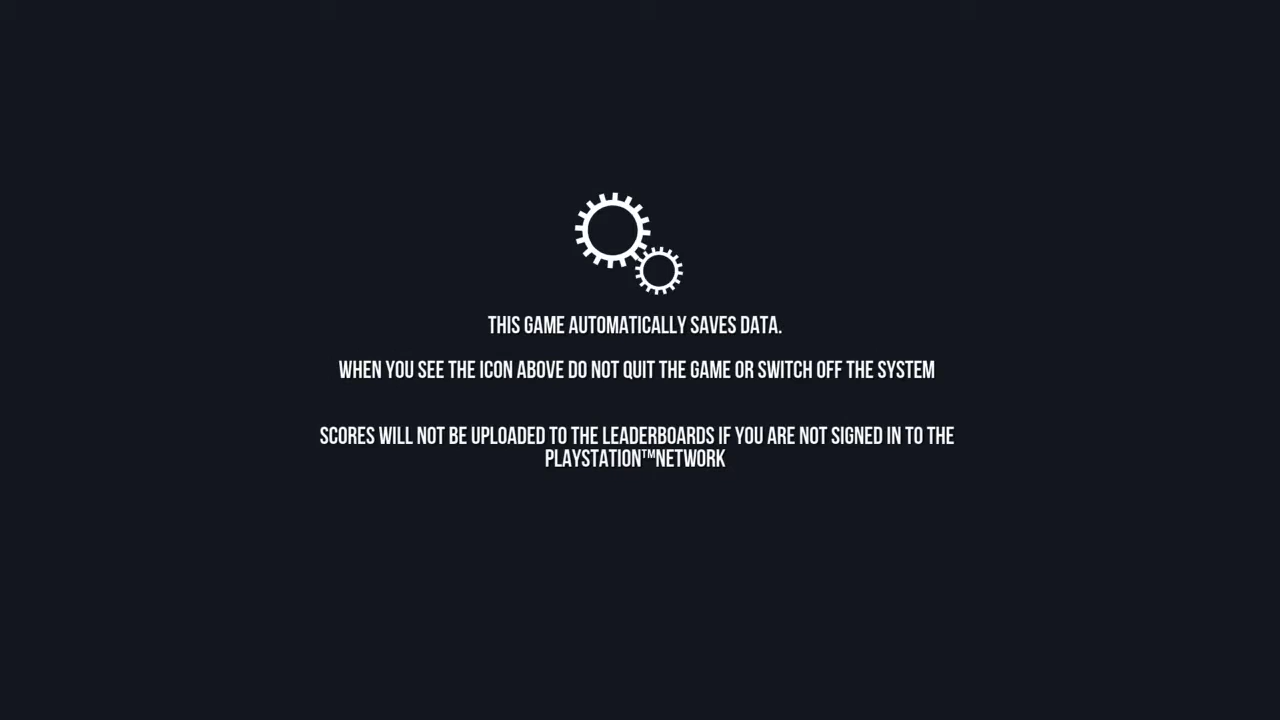 THIS GAME AUTOMATICALLY SAVES DATA.
WHEN YOU SEE THE ICON ABOVE DO NOT QUIT THE GAME OR SWITCH OFF THE SYSTEM
SCORES WILL NOT BE UPLOADED TO THE LEADERBOARDS IF YOU ARE NOT SIGNED IN TO THE
PLAYSTATION™NETWORK